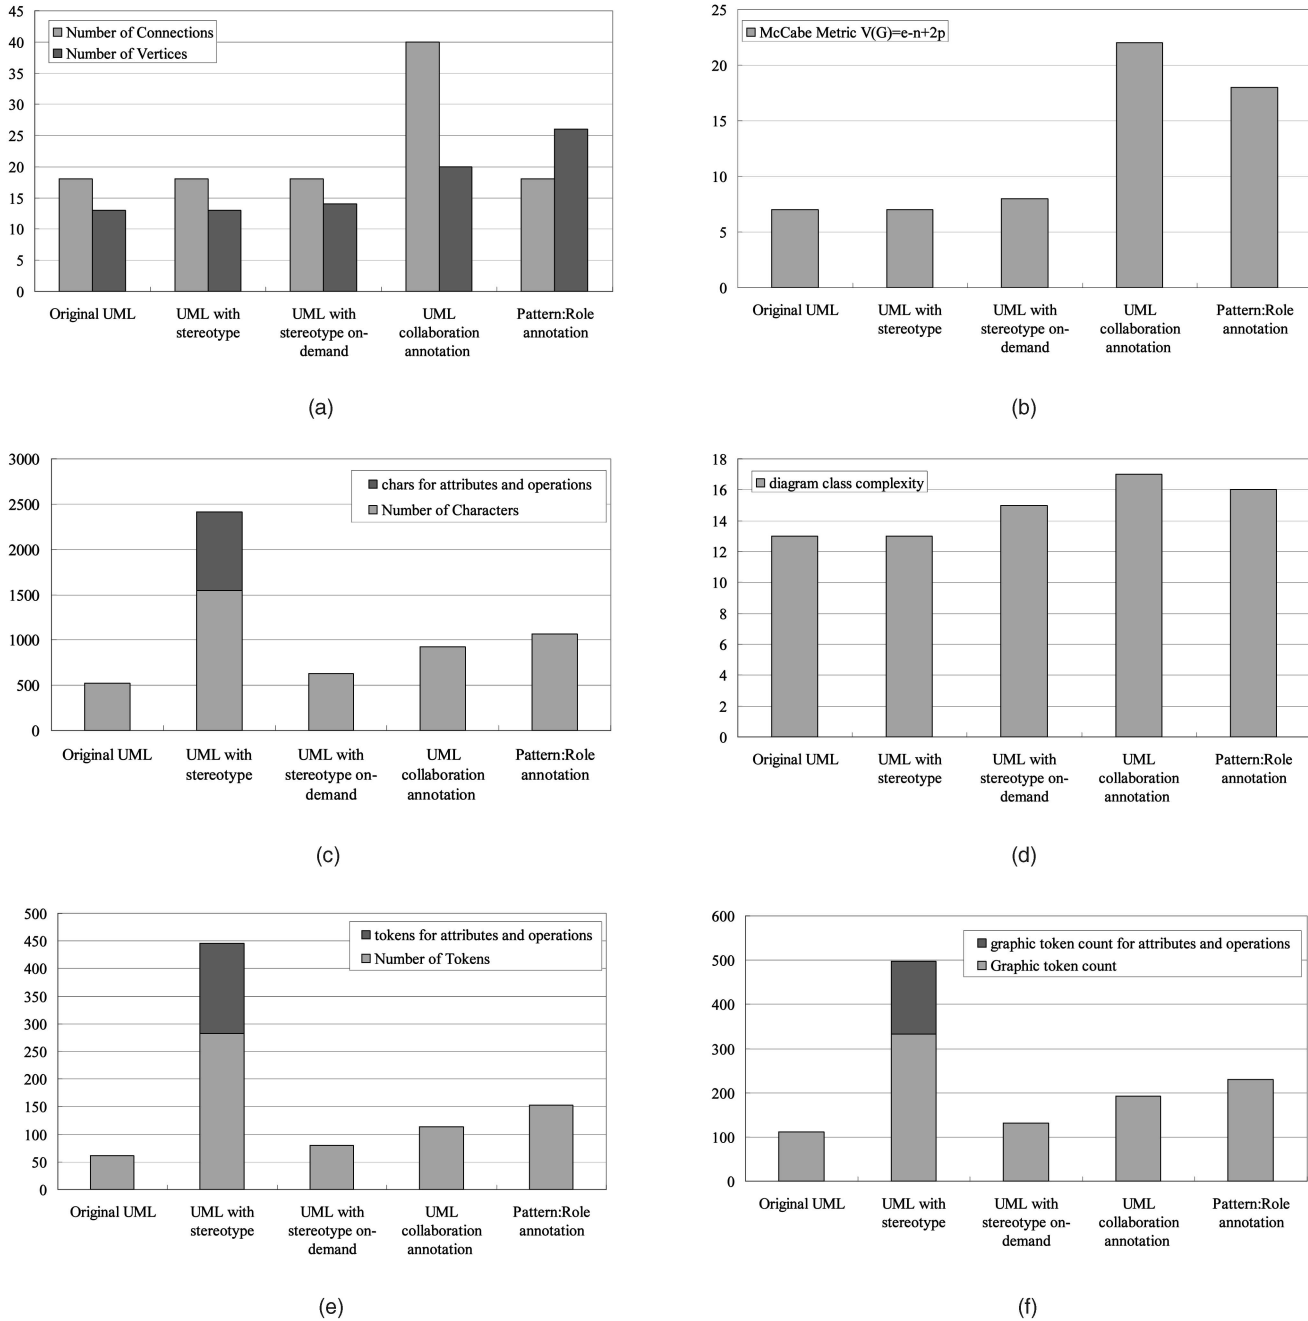 Number of Connections
Number of Vertices
40
35
30
25
20
15
10
5
0
Original UML
UML with
stereotype
UML with
stereotype on-
demand
UML
collaboration
annotation
Pattern:Role
annotation
(a)
McCabe Metric V(G)=e-n+2p
25
20
15
10
5
0
Original UML
UML with
stereotype
UML with
stereotype on-
demand
UML
collaboration
annotation
Pattern:Role
annotation
(b)
chars for attributes and operations
Number of Characters
3000
2500
2000
1500
1000
500
0
Original UML
UML with
stereotype
UML with
stereotype on-
demand
UML
collaboration
annotation
Pattern:Role
annotation
(c)
diagram class complexity
18
16
14
12
10
8
6
4
2
0
Original UML
UML with
stereotype
UML with
stereotype on-
demand
UML
collaboration
annotation
Pattern:Role
annotation
(d)
tokens for attributes and operations
Number of Tokens
500
450
400
350
300
250
200
150
100
50
0
Original UML
UML with
stereotype
UML with
stereotype on-
demand
UML
collaboration
annotation
Pattern:Role
annotation
(e)
graphic token count for attributes and operations
Graphic token count
600
500
400
300
200
100
0
Original UML
UML with
stereotype
UML with
stereotype on-
demand
UML
collaboration
annotation
Pattern:Role
annotation
(f)
45